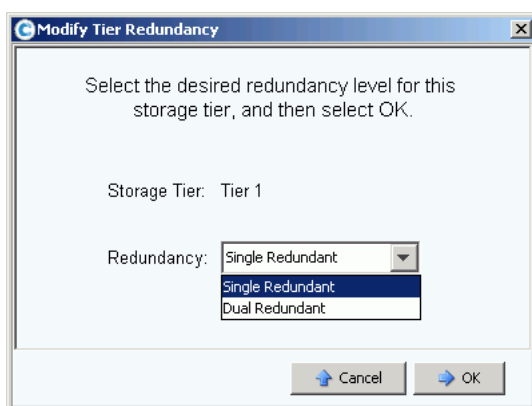 Modify Tier Redundancy
Select the desired redundancy level for this
storage tier, and then select OK.
Storage Tier: Tier 1
Redundancy: Single Redundant
Single Redundant
Dual Redundant
Cancel OK